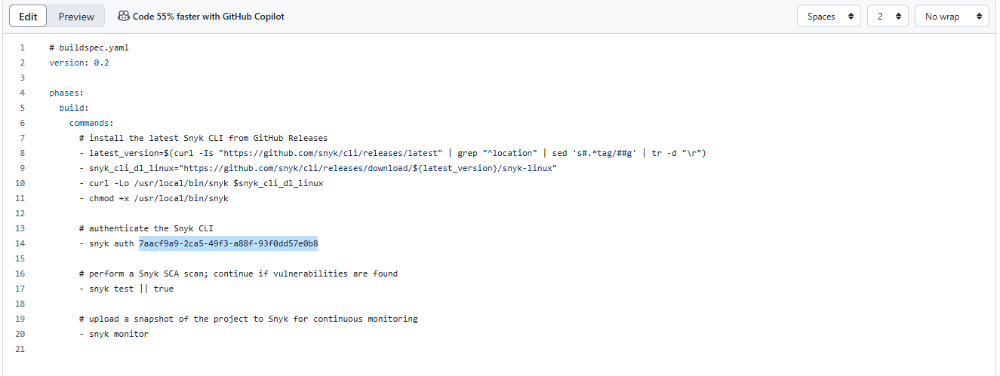 Edit Preview Code 55% faster with GitHub Copilot Spaces 2 No wrap
1 # buildspec.yaml
2 version: 0.2
3
4 phases:
5   build:
6     commands:
7       # install the latest Snyk CLI from GitHub Releases
8       - latest_version=$(curl -Is "https://github.com/snyk/cli/releases/latest" | grep "^location" | sed 's#.*tag/##g' | tr -d "\r")
9       - snyk_cli_dl_linux="https://github.com/snyk/cli/releases/download/${latest_version}/snyk-linux"
10       - curl -Lo /usr/local/bin/snyk $snyk_cli_dl_linux
11       - chmod +x /usr/local/bin/snyk
12
13       # authenticate the Snyk CLI
14       - snyk auth 7aacf9a9-2ca5-49f3-a88f-93f0dd57e0b8
15
16       # perform a Snyk SCA scan; continue if vulnerabilities are found
17       - snyk test || true
18
19       # upload a snapshot of the project to Snyk for continuous monitoring
20       - snyk monitor
21